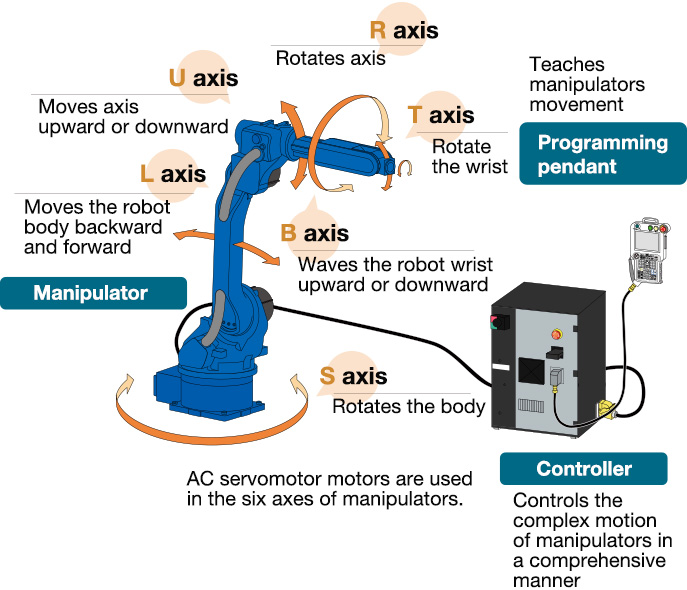 R axis
Rotates axis
U axis
Moves axis
upward or downward
T axis
Rotate
the wrist
Teaches
manipulators
movement
Programming
pendant
L axis
Moves the robot
body backward
and forward
B axis
Waves the robot wrist
upward or downward
Manipulator
S axis
Rotates the body
AC servomotor motors are used
in the six axes of manipulators.
Controller
Controls the
complex motion
of manipulators in
a comprehensive
manner